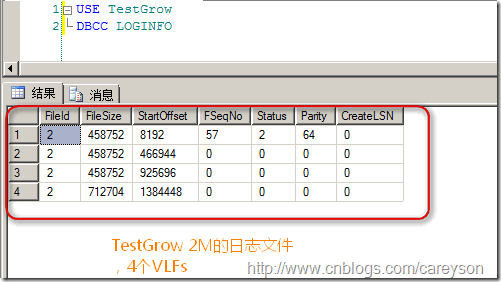 1 USE TestGrow
2 DBCC LOGINFO
结果 消息
FileId FileSize StartOffset FSeqNo Status Parity CreateLSN
1 2 458752 8192 57 2 64 0
2 2 458752 466944 0 0 0 0
3 2 458752 925696 0 0 0 0
4 2 712704 1384448 0 0 0 0
TestGrow 2M的日志文件
，4个VLFs
http://www.cnblogs.com/careyson